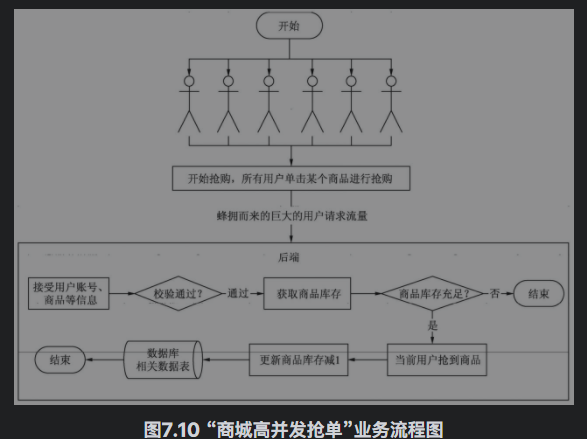 开始
开始抢购，所有用户单击某个商品进行抢购
蜂拥而来的巨大的用户请求流量
后端
接受用户账号、
商品等信息
校验通过？
通过
获取商品库存
商品库存充足？
否
结束
是
结束
数据库
相关数据表
更新商品库存减1
当前用户抢到商品
图7.10 “商城高并发抢单”业务流程图